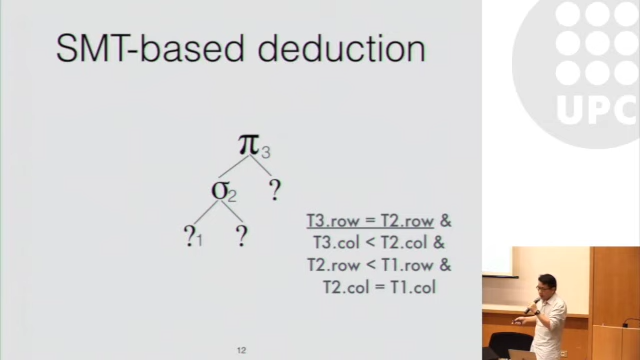 SMT-based deduction
π3
σ2 ?
?1 ?
T3.row = T2.row &
T3.col < T2.col &
T2.row < T1.row &
T2.col = T1.col
12
UPC